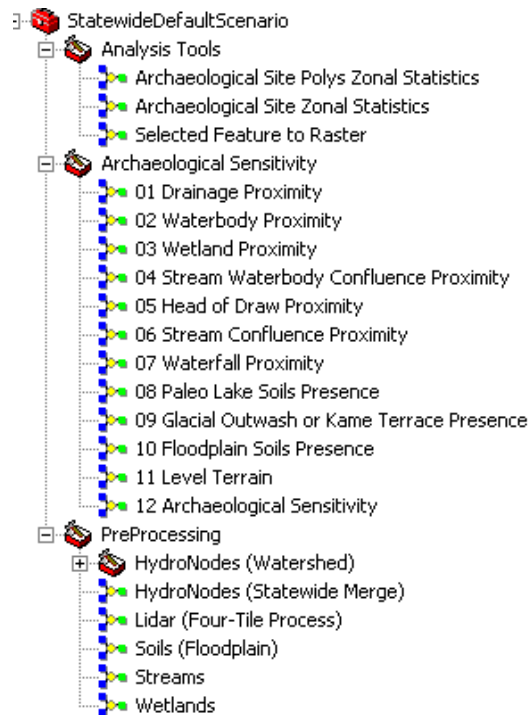 StatewideDefaultScenario
Analysis Tools
Archaeological Site Polys Zonal Statistics
Archaeological Site Zonal Statistics
Selected Feature to Raster
Archaeological Sensitivity
01 Drainage Proximity
02 Waterbody Proximity
03 Wetland Proximity
04 Stream Waterbody Confluence Proximity
05 Head of Draw Proximity
06 Stream Confluence Proximity
07 Waterfall Proximity
08 Paleo Lake Soils Presence
09 Glacial Outwash or Kame Terrace Presence
10 Floodplain Soils Presence
11 Level Terrain
12 Archaeological Sensitivity
PreProcessing
HydroNodes (Watershed)
HydroNodes (Statewide Merge)
Lidar (Four-Tile Process)
Soils (Floodplain)
Streams
Wetlands